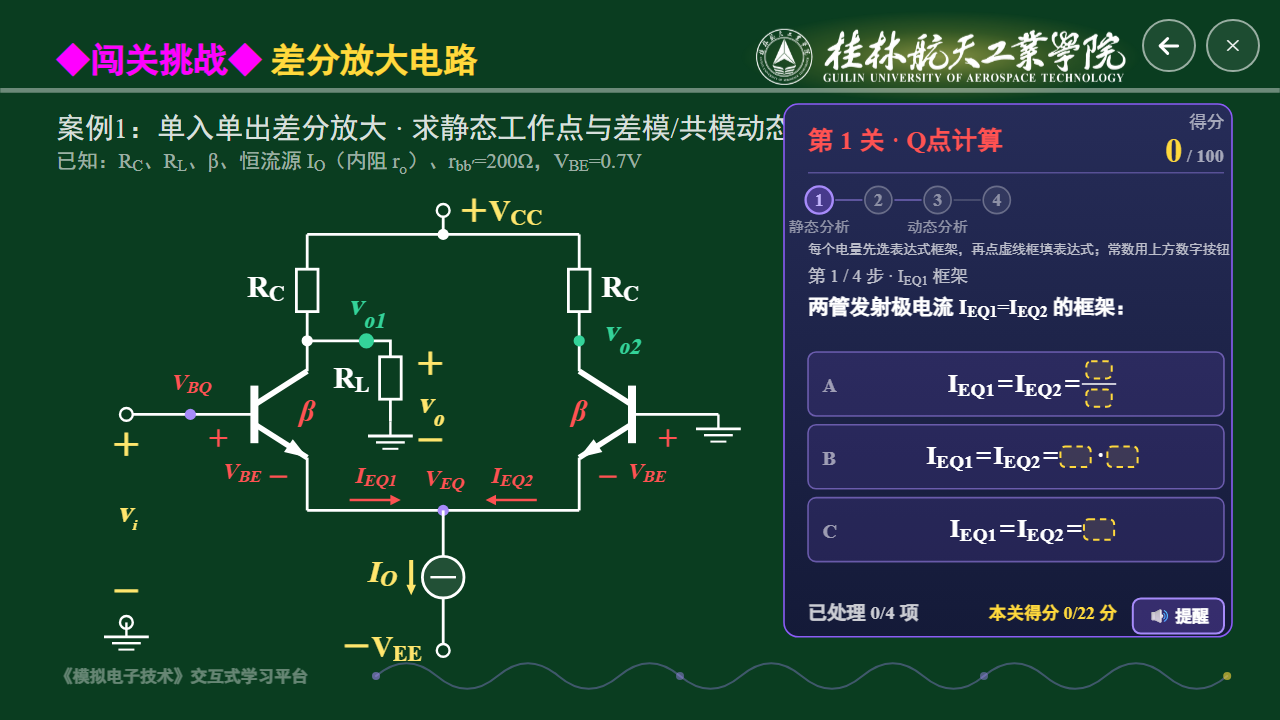 ◆闯关挑战◆ 差分放大电路
桂林航天工業學院
GUILIN UNIVERSITY OF AEROSPACE TECHNOLOGY
案例1：单入单出差分放大 · 求静态工作点与差模/共模动态
已知：RC、RL、β、恒流源 IO（内阻 ro）、rbb′=200Ω，VBE=0.7V
+VCC
RC
RC
vo1
vo2
RL
+
vo
−
VBQ
β
β
+
+
+
VBE −
− VBE
IEQ1
VEQ
IEQ2
vi
IO
−
−VEE
《模拟电子技术》交互式学习平台
第 1 关 · Q点计算
得分
0 / 100
1 2 3 4
静态分析 动态分析
每个电量先选表达式框架，再点虚线框填表达式；常数用上方数字按钮
第 1 / 4 步 · IEQ1 框架
两管发射极电流 IEQ1=IEQ2 的框架：
A IEQ1=IEQ2=
B IEQ1=IEQ2= ·
C IEQ1=IEQ2=
已处理 0/4 项 本关得分 0/22 分 提醒